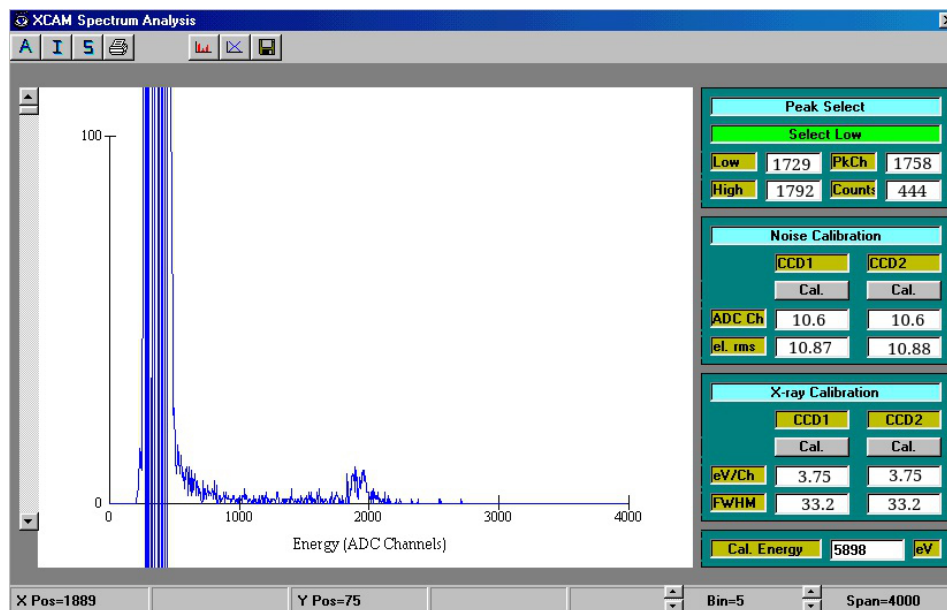 XCAM Spectrum Analysis
A I S
100
0
0 1000 2000 3000 4000
Energy (ADC Channels)
Peak Select
Select Low
Low 1729 PkCh 1758
High 1792 Counts 444
Noise Calibration
CCD1 CCD2
Cal. Cal.
ADC Ch 10.6 10.6
el. rms 10.87 10.88
X-ray Calibration
CCD1 CCD2
Cal. Cal.
eV/Ch 3.75 3.75
FWHM 33.2 33.2
Cal. Energy 5898 eV
X Pos=1889 Y Pos=75 Bin=5 Span=4000